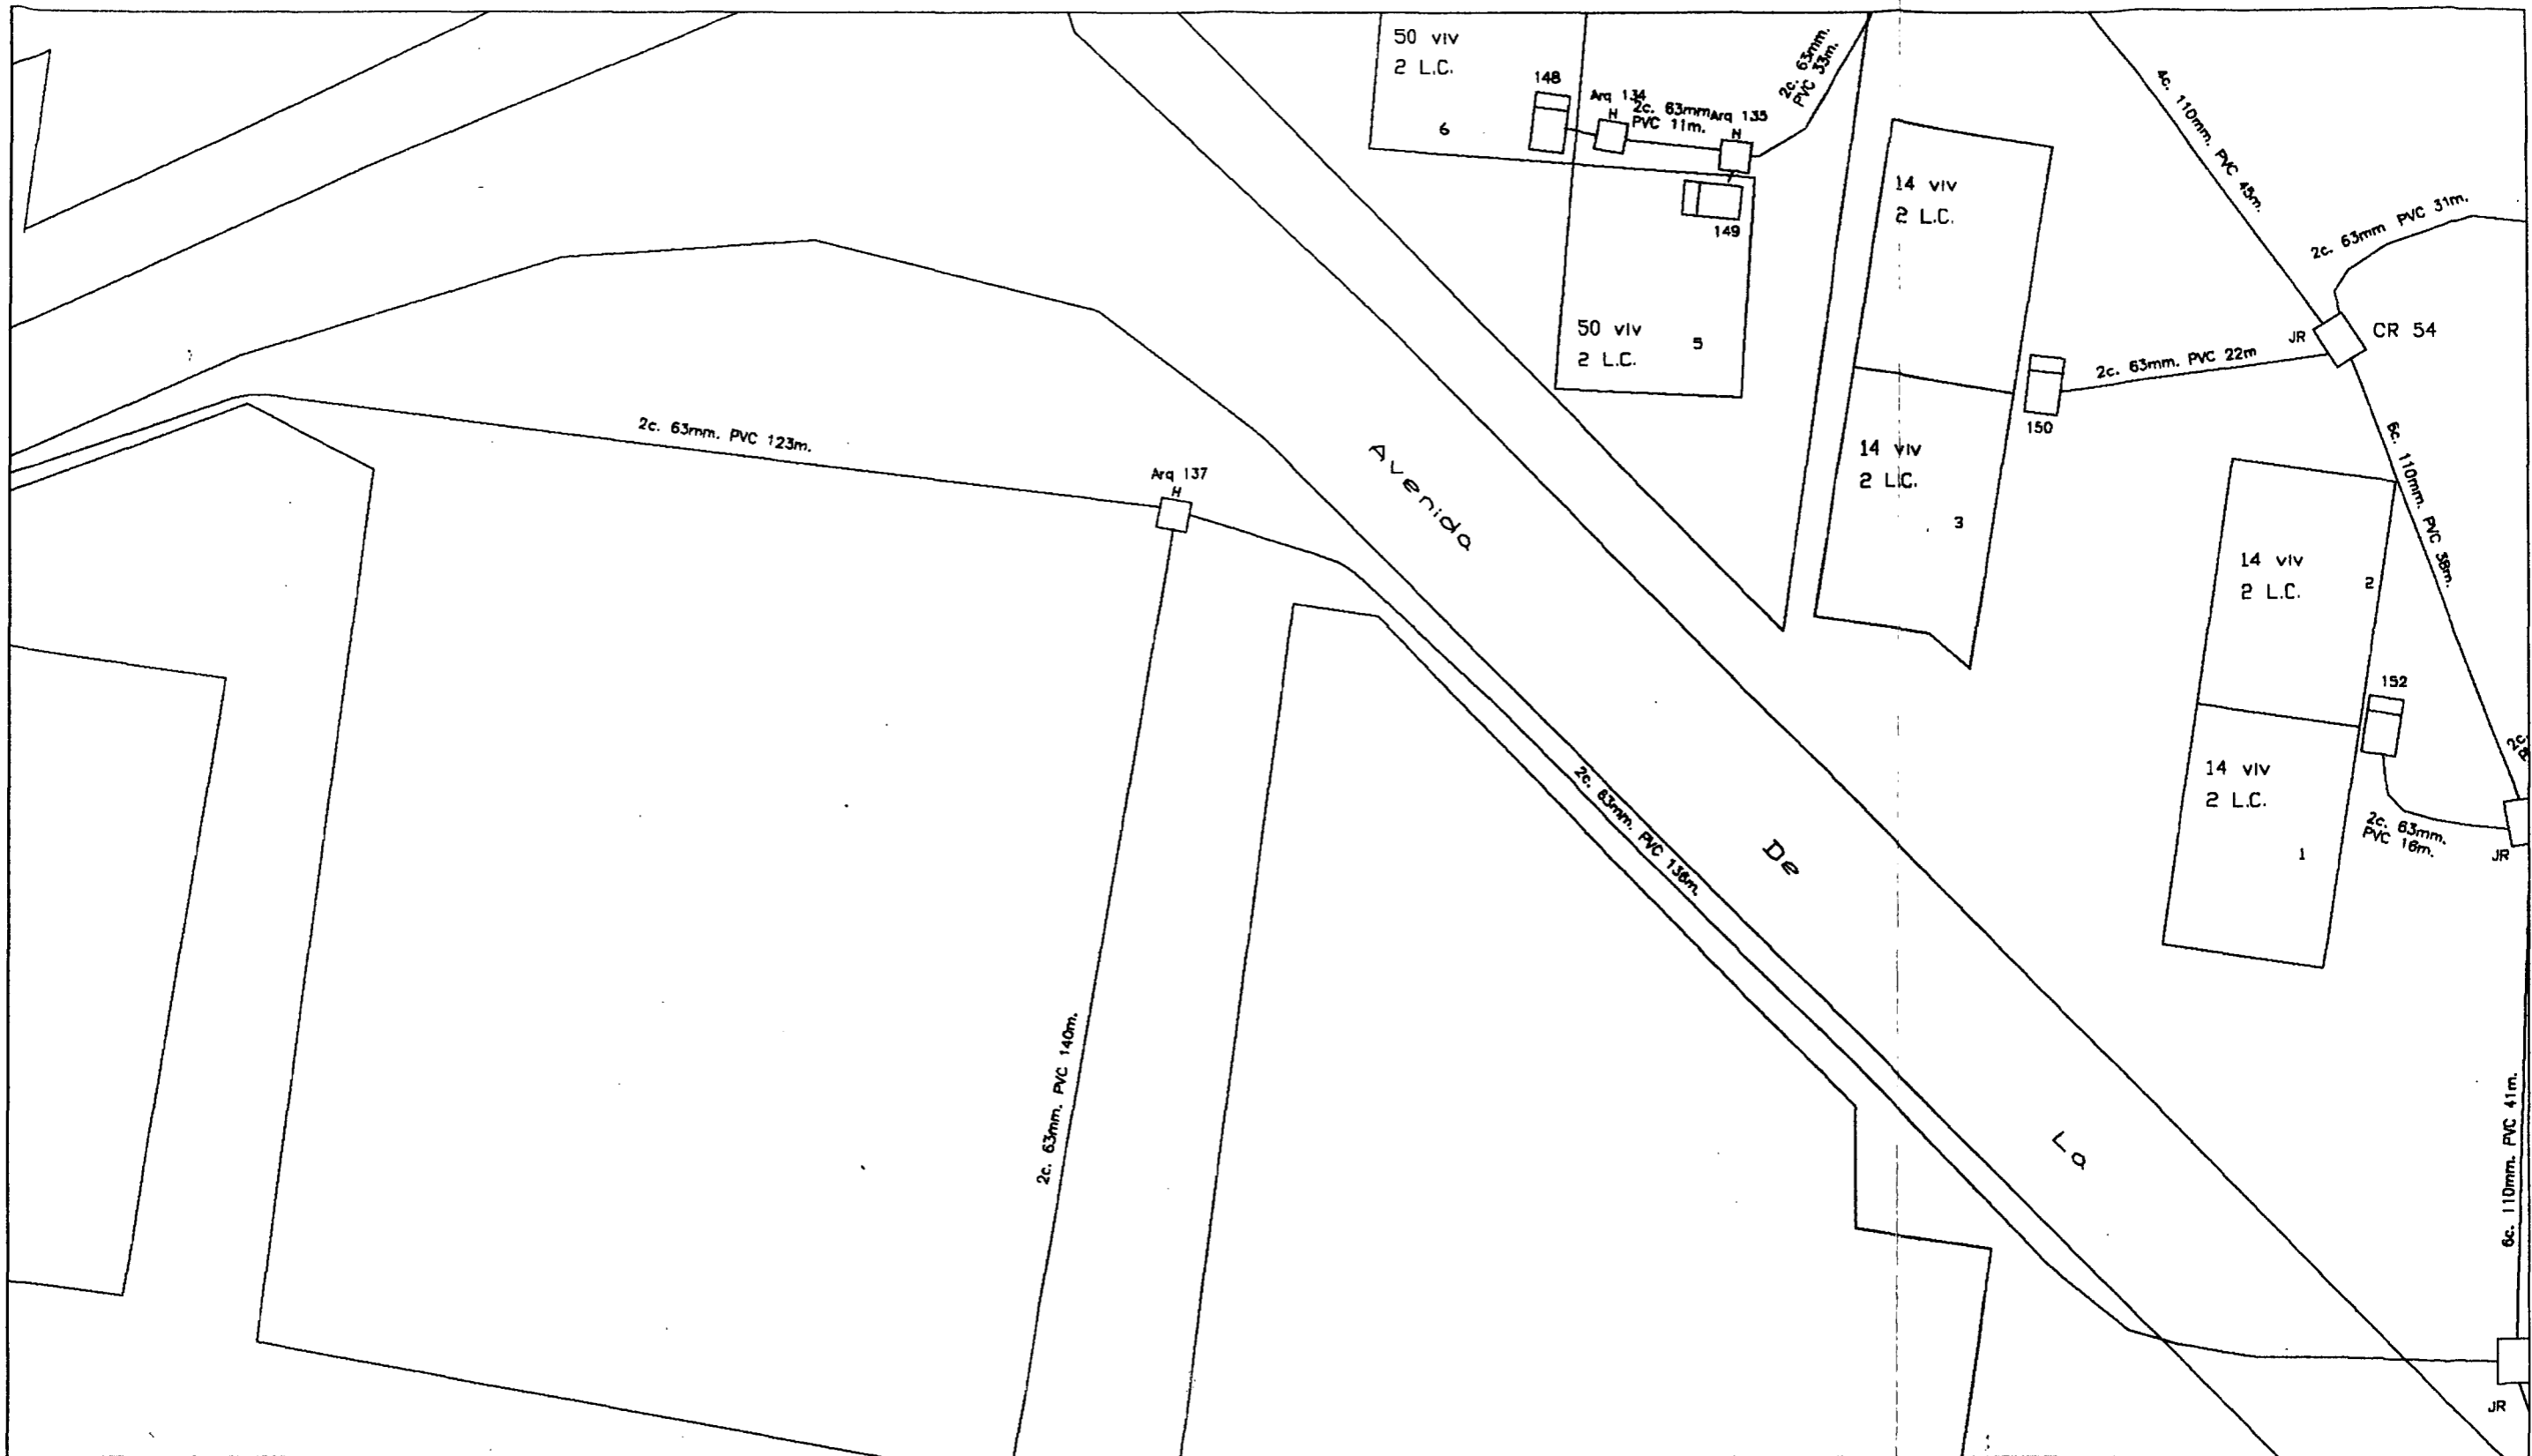 50 viv
2 L.C.
6
148
Arq 134
H
2c. 63mm
PVC 11m.
Arq 135
H
2c. 63mm.
PVC 33m.
149
50 viv
2 L.C.
5
14 viv
2 L.C.
4c. 110mm. PVC 45m.
2c. 63mm PVC 31m.
JR
CR 54
2c. 63mm. PVC 22m
150
14 viv
2 L.C.
3
6c. 110mm. PVC 38m.
2c. 63mm. PVC 123m.
Arq 137
H
Avenida
De
La
14 viv
2 L.C.
2
152
2c.
14 viv
2 L.C.
1
2c. 63mm.
PVC 16m.
JR
2c. 63mm. PVC 136m.
2c. 63mm. PVC 140m.
6c. 110mm. PVC 41m.
JR